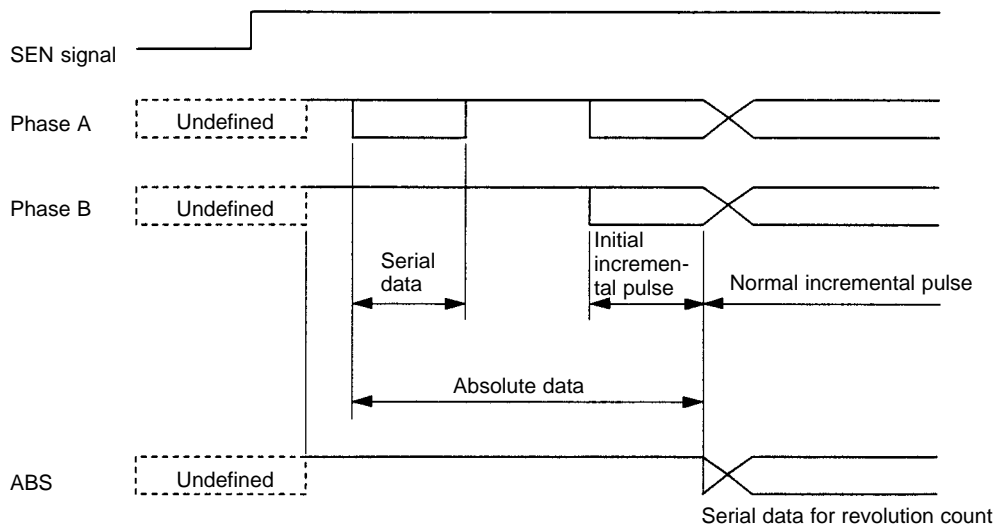 SEN signal
Phase A
Undefined
Phase B
Undefined
Serial
data
Initial
incremen-
tal pulse
Normal incremental pulse
Absolute data
ABS
Undefined
Serial data for revolution count